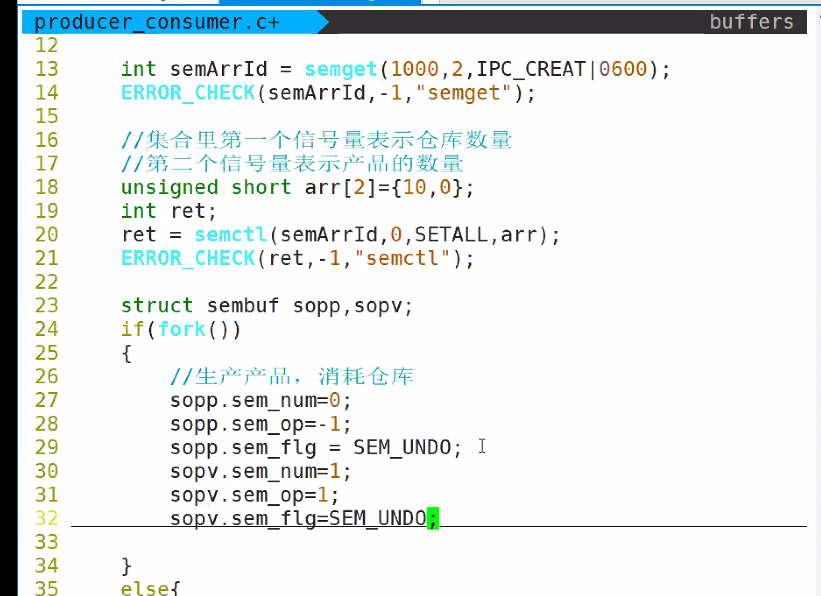 producer_consumer.c+ buffers
12
13 int semArrId = semget(1000,2,IPC_CREAT|0600);
14 ERROR_CHECK(semArrId,-1,"semget");
15
16 //集合里第一个信号量表示仓库数量
17 //第二个信号量表示产品的数量
18 unsigned short arr[2]={10,0};
19 int ret;
20 ret = semctl(semArrId,0,SETALL,arr);
21 ERROR_CHECK(ret,-1,"semctl");
22
23 struct sembuf sopp,sopv;
24 if(fork())
25 {
26 //生产产品，消耗仓库
27 sopp.sem_num=0;
28 sopp.sem_op=-1;
29 sopp.sem_flg = SEM_UNDO;
30 sopv.sem_num=1;
31 sopv.sem_op=1;
32 sopv.sem_flg=SEM_UNDO;
33
34 }
35 else{